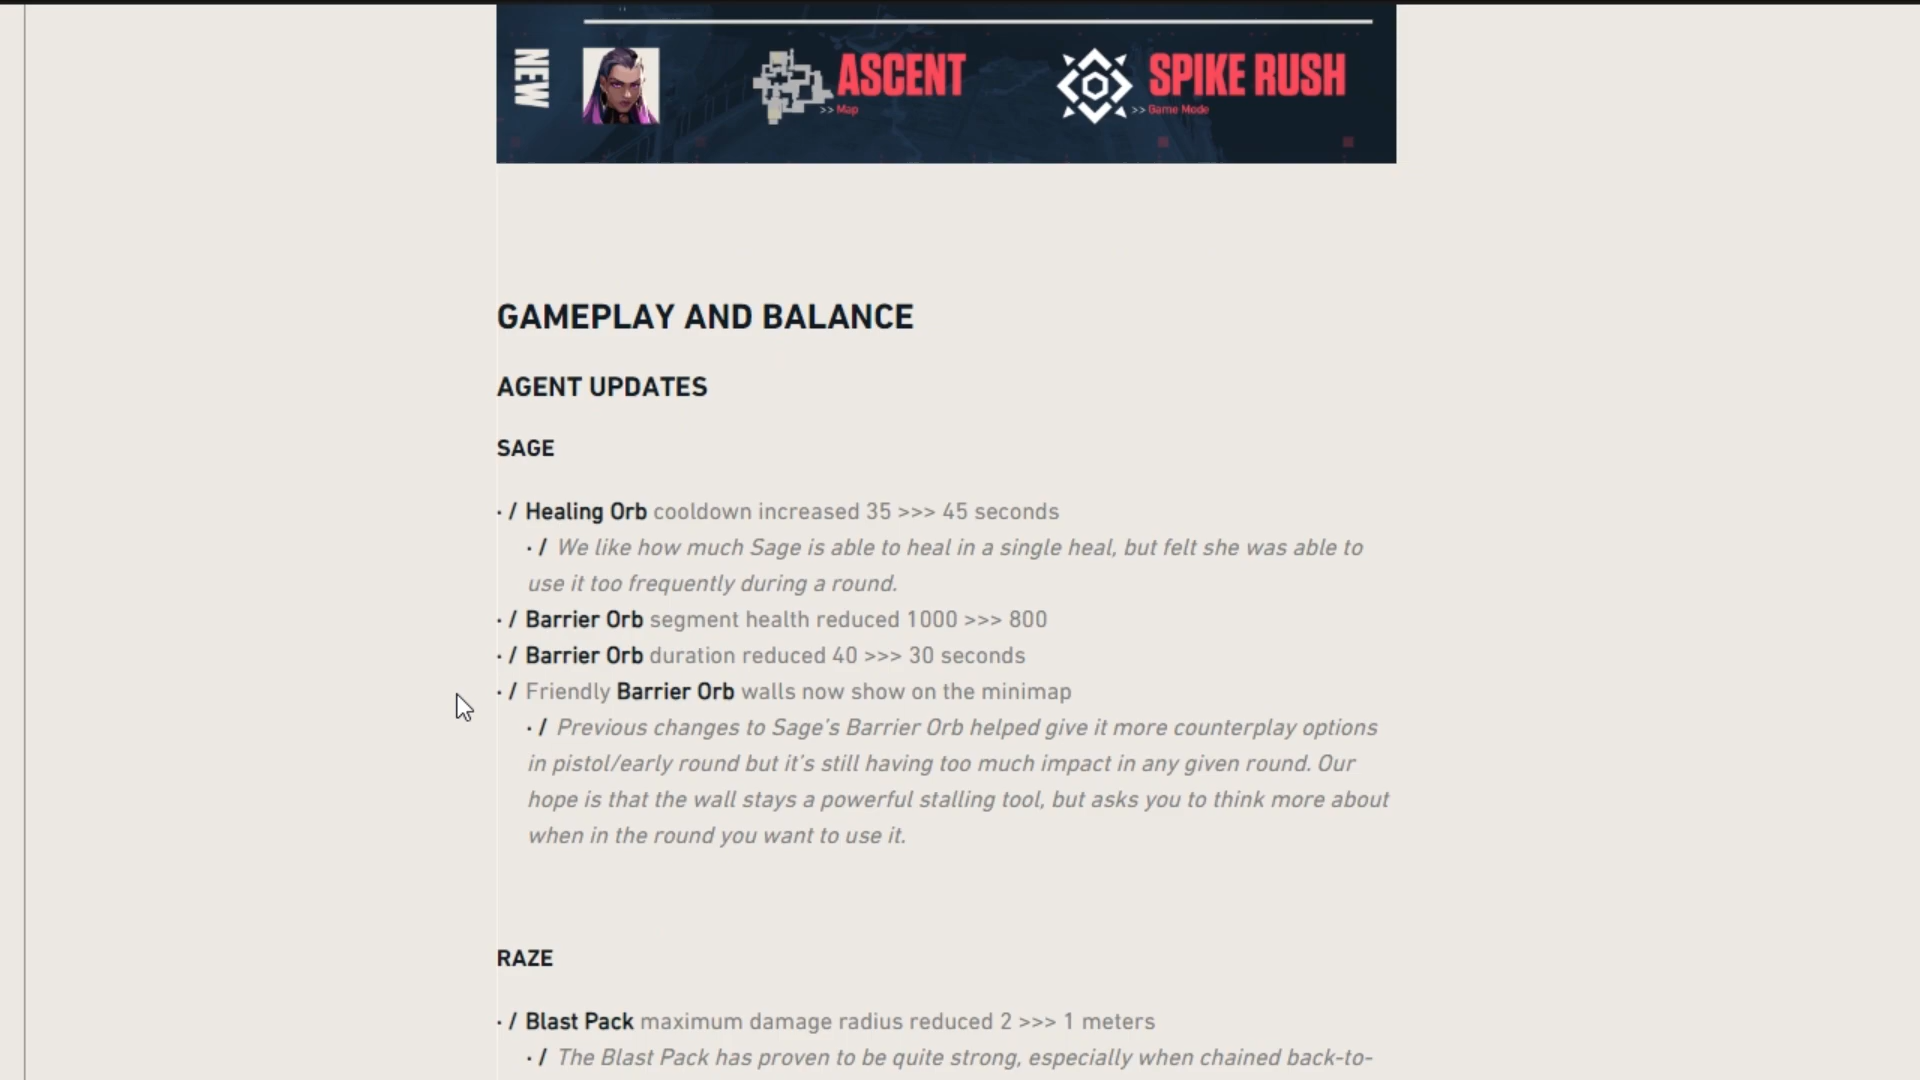 NEW
ASCENT
>> Map
SPIKE RUSH
>> Game Mode
GAMEPLAY AND BALANCE
AGENT UPDATES
SAGE
· / Healing Orb cooldown increased 35 >>> 45 seconds
· / We like how much Sage is able to heal in a single heal, but felt she was able to
use it too frequently during a round.
· / Barrier Orb segment health reduced 1000 >>> 800
· / Barrier Orb duration reduced 40 >>> 30 seconds
· / Friendly Barrier Orb walls now show on the minimap
· / Previous changes to Sage’s Barrier Orb helped give it more counterplay options
in pistol/early round but it’s still having too much impact in any given round. Our
hope is that the wall stays a powerful stalling tool, but asks you to think more about
when in the round you want to use it.
RAZE
· / Blast Pack maximum damage radius reduced 2 >>> 1 meters
· / The Blast Pack has proven to be quite strong, especially when chained back-to-